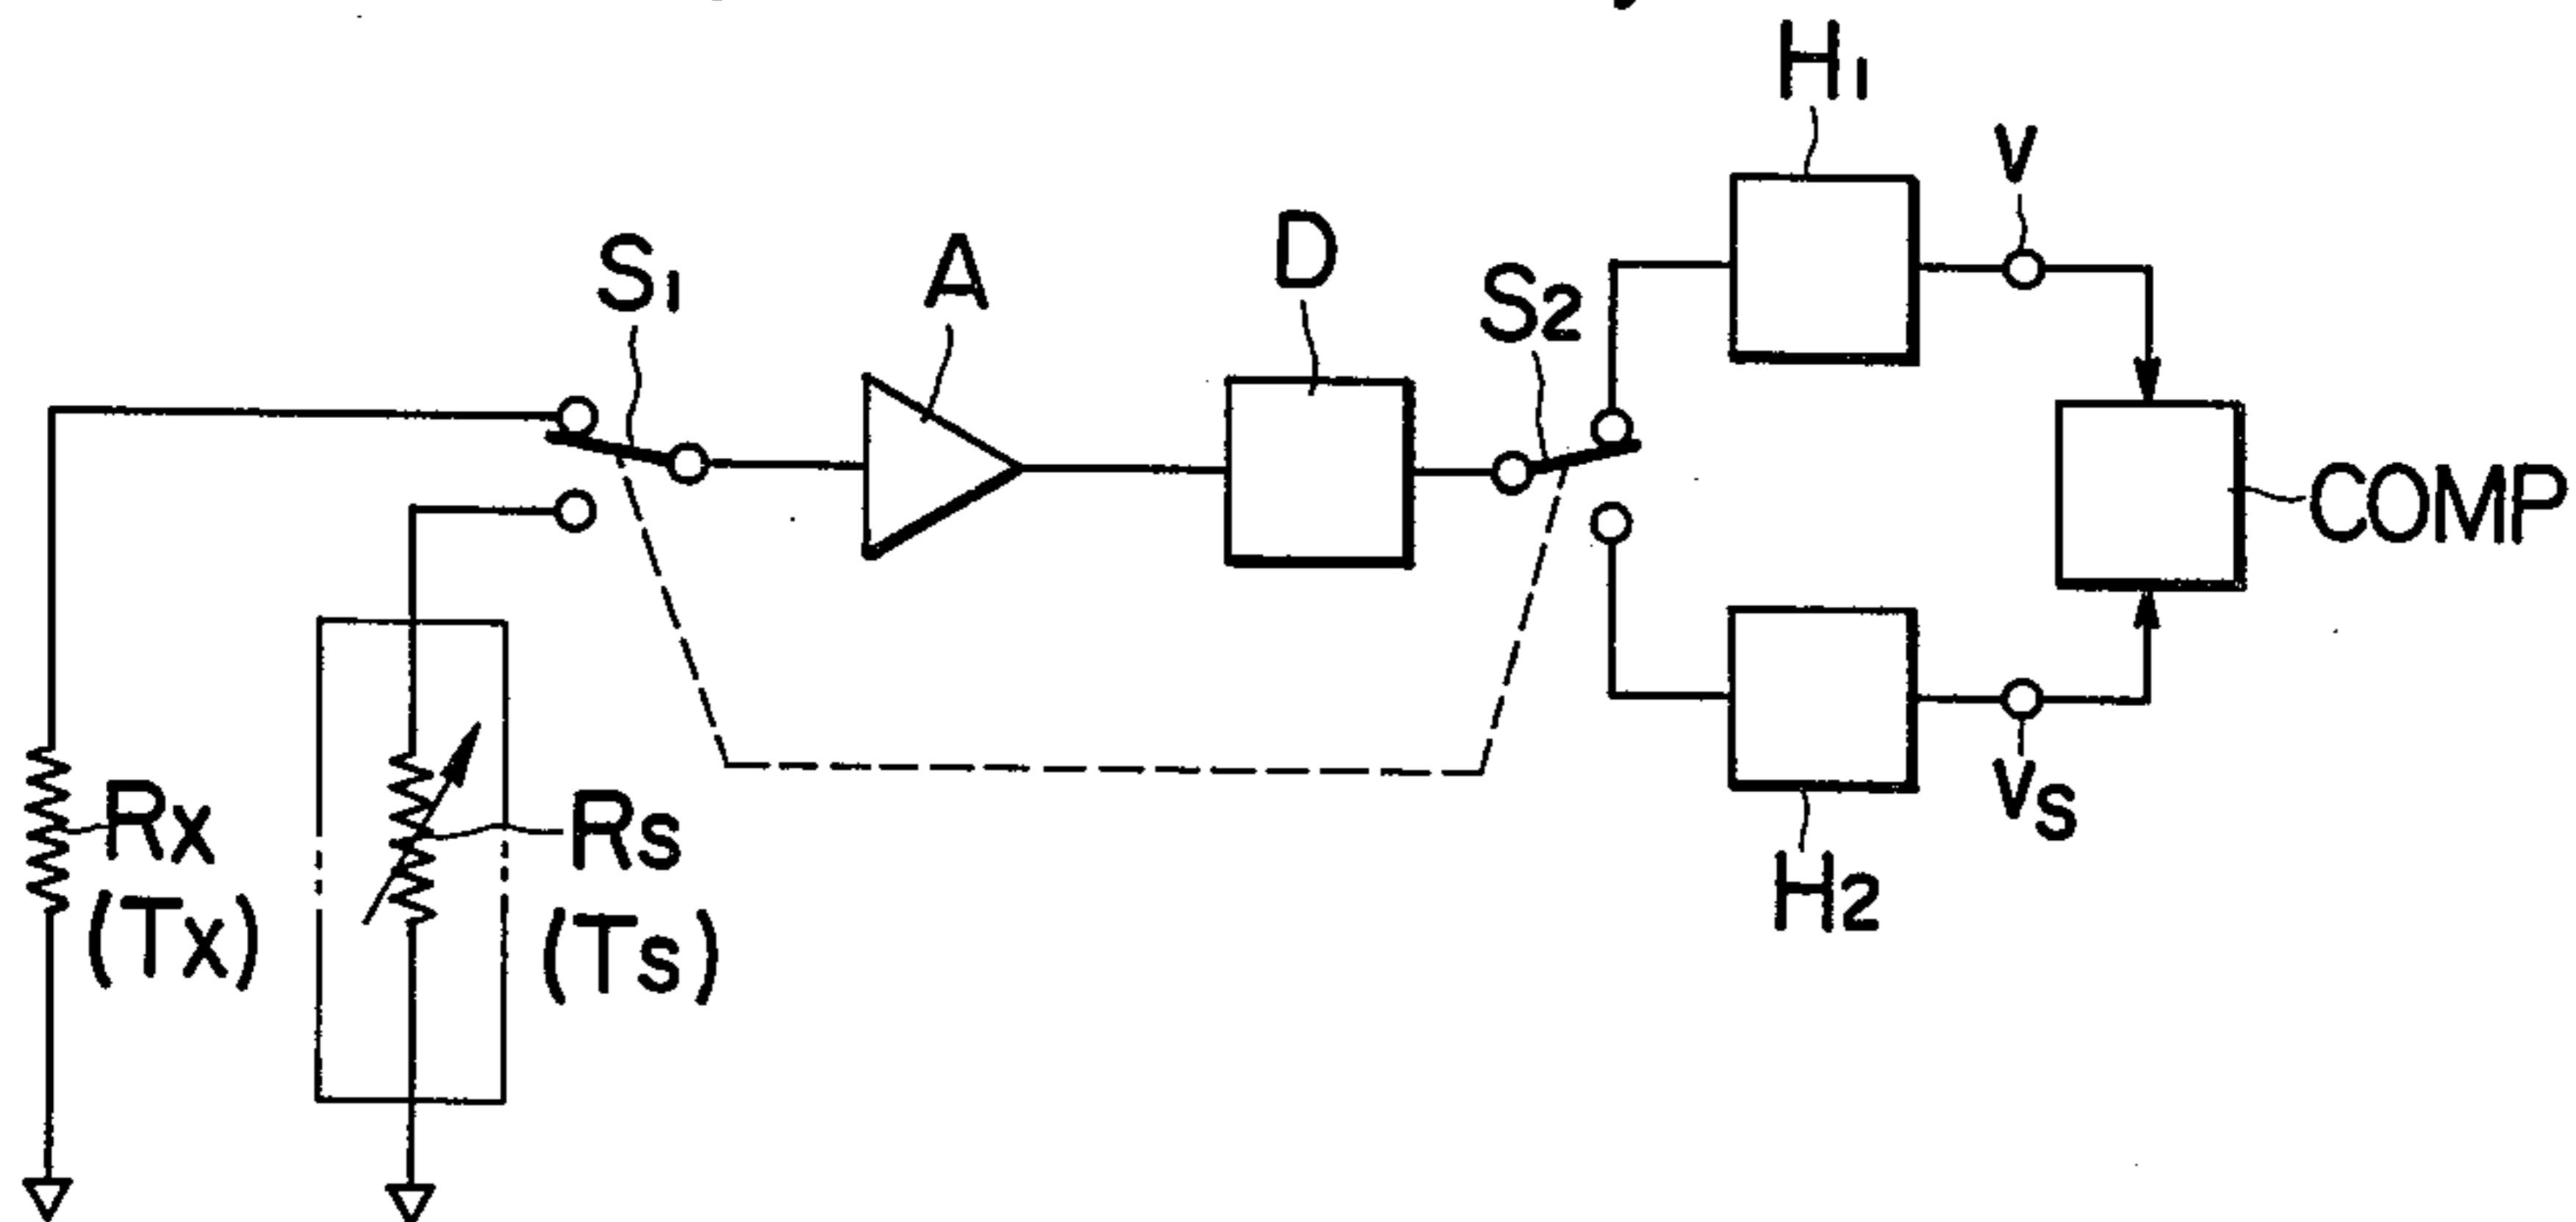 H1
V
D
S1
A
S2
COMP
Rx
(Tx)
Rs
(Ts)
Vs
H2